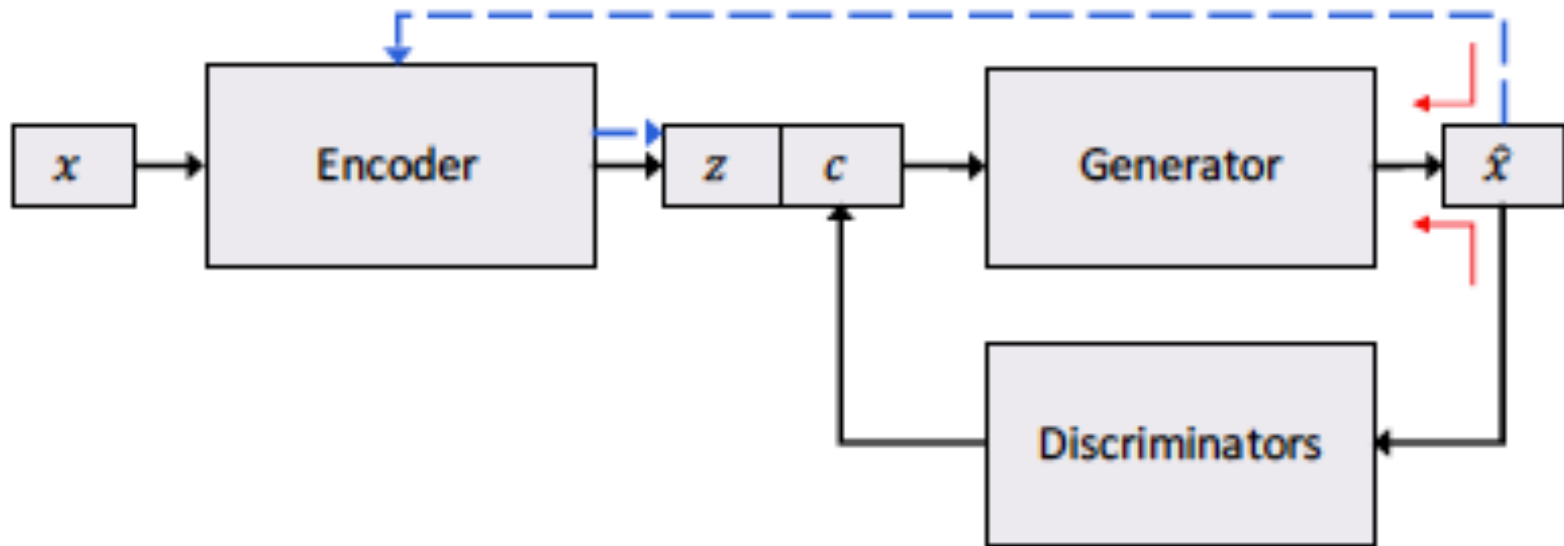 x
Encoder
z
c
Generator
x̂
Discriminators